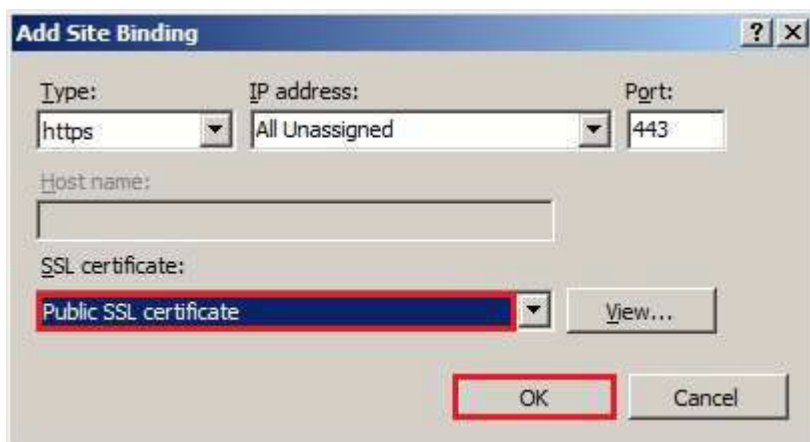 Add Site Binding ? X
Type: IP address: Port:
https All Unassigned 443
Host name:
SSL certificate:
Public SSL certificate View...
OK Cancel